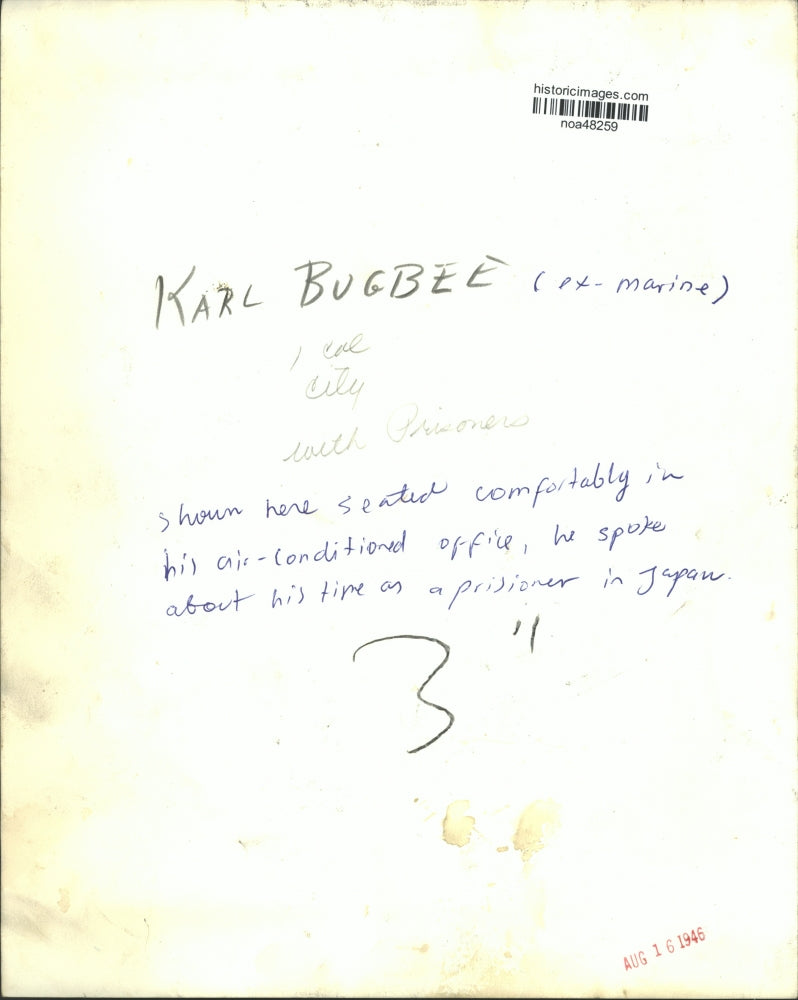 historicimages.com
noa48259
KARL BUGBEE (ex-marine)
1 col
city
with Prisoners
shown here seated comfortably in
his air-conditioned office, he spoke
about his time as a prisioner in Japan.
3"
AUG 16 1946